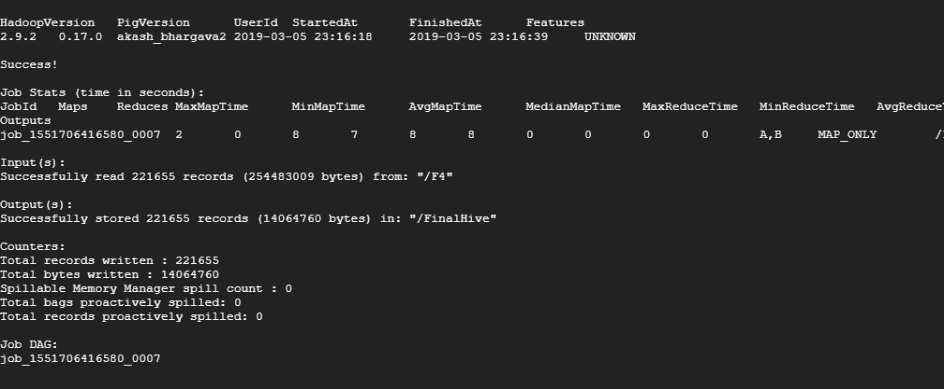 HadoopVersion PigVersion UserId StartedAt FinishedAt Features
2.9.2 0.17.0 akash_bhargava2 2019-03-05 23:16:18 2019-03-05 23:16:39 UNKNOWN
Success!
Job Stats (time in seconds):
JobId Maps Reduces MaxMapTime MinMapTime AvgMapTime MedianMapTime MaxReduceTime MinReduceTime AvgReduce
Outputs
job_1551706416580_0007 2 0 8 7 8 8 0 0 0 0 A,B MAP_ONLY
Input(s):
Successfully read 221655 records (254483009 bytes) from: "/F4"
Output(s):
Successfully stored 221655 records (14064760 bytes) in: "/FinalHive"
Counters:
Total records written : 221655
Total bytes written : 14064760
Spillable Memory Manager spill count : 0
Total bags proactively spilled: 0
Total records proactively spilled: 0
Job DAG:
job_1551706416580_0007